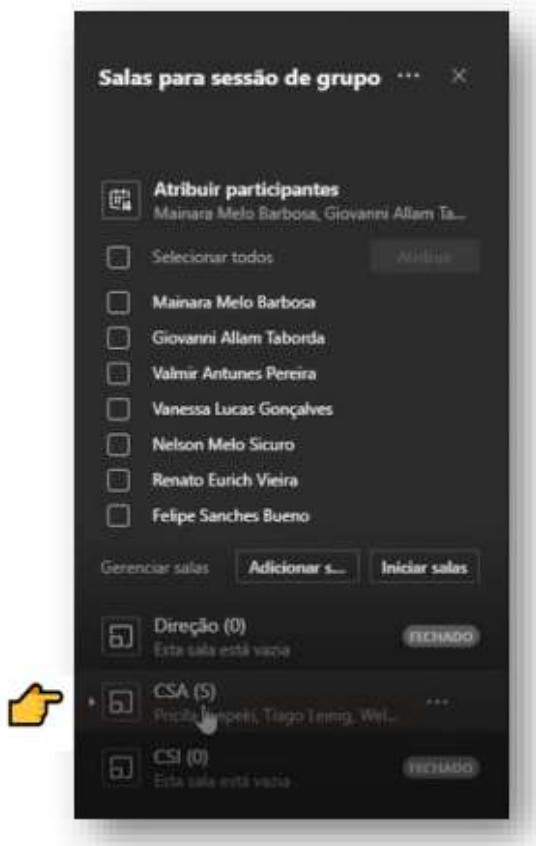 Salas para sessão de grupo ...
Atribuir participantes
Mainara Melo Barbosa, Giovanni Allam Ta...
Selecionar todos
Atribuir
Mainara Melo Barbosa
Giovanni Allam Taborda
Valmir Antunes Pereira
Vanessa Lucas Gonçalves
Nelson Melo Sicuro
Renato Eurich Vieira
Felipe Sanches Bueno
Gerenciar salas
Adicionar s...
Iniciar salas
Direção (0)
FECHADO
Esta sala está vazia
CSA (5)
Tiago Leinig, Wel...
CSI (0)
FECHADO
Esta sala está vazia